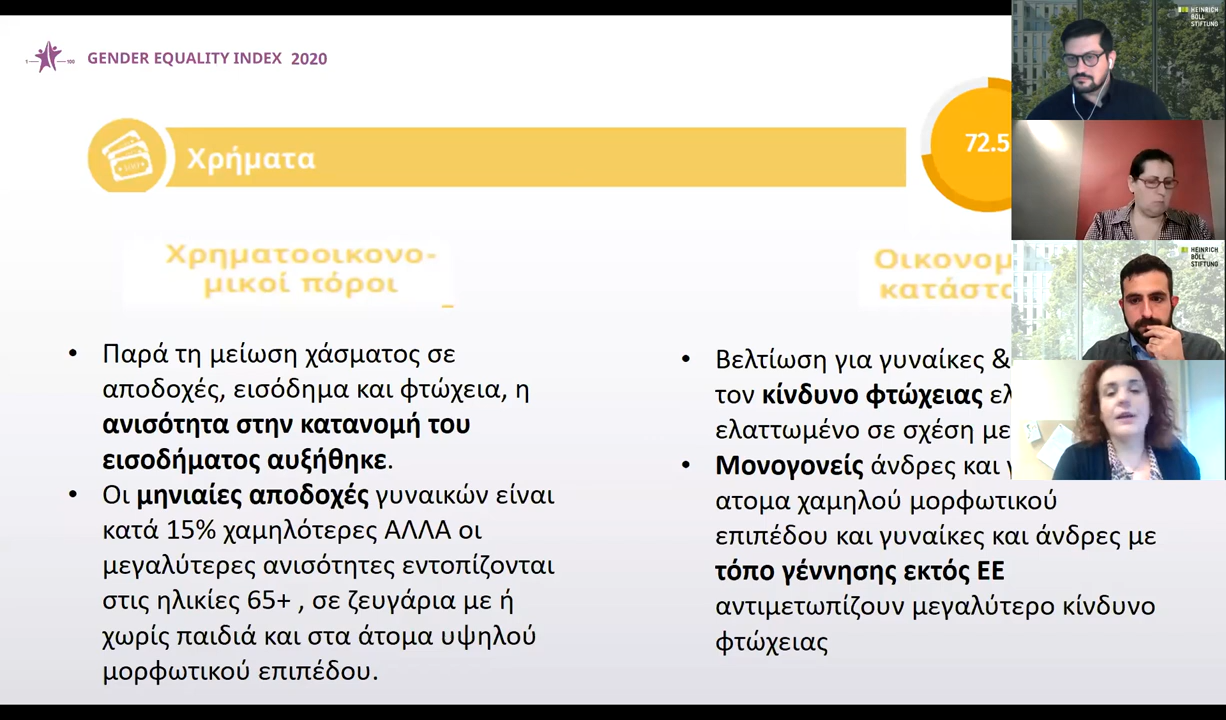 GENDER EQUALITY INDEX 2020
Χρήματα
72.5
Χρηματοοικονο-
μικοί πόροι
Παρά τη μείωση χάσματος σε
αποδοχές, εισόδημα και φτώχεια, η
ανισότητα στην κατανομή του
εισοδήματος αυξήθηκε.
Οι μηνιαίες αποδοχές γυναικών είναι
κατά 15% χαμηλότερες ΑΛΛΑ οι
μεγαλύτερες ανισότητες εντοπίζονται
στις ηλικίες 65+ , σε ζευγάρια με ή
χωρίς παιδιά και στα άτομα υψηλού
μορφωτικού επιπέδου.
Οικονομ
κατάστα
Βελτίωση για γυναίκες &
τον κίνδυνο φτώχειας ελ
ελαττωμένο σε σχέση με
Μονογονείς άνδρες και γ
ατομα χαμηλού μορφωτικού
επιπέδου και γυναίκες και άνδρες με
τόπο γέννησης εκτός ΕΕ
αντιμετωπίζουν μεγαλύτερο κίνδυνο
φτώχειας
HEINRICH
BÖLL
STIFTUNG
HEINRICH
BÖLL
STIFTUNG